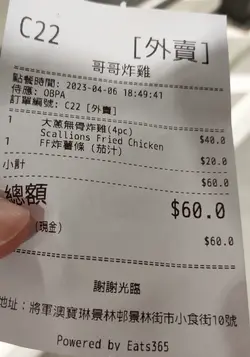 C22 [外賣]
哥哥炸雞
點餐時間: 2023-04-06 18:49:41
侍應: OBPA
訂單編號: C22 [外賣]
1 大蔥無骨炸雞(4pc) $40.0
Scallions Fried Chicken
1 FF炸薯條 (茄汁) $20.0
小計 $60.0
總額 $60.0
(現金) $60.0
謝謝光臨
地址：將軍澳寶琳景林邨景林街市小食街10號
Powered by Eats365